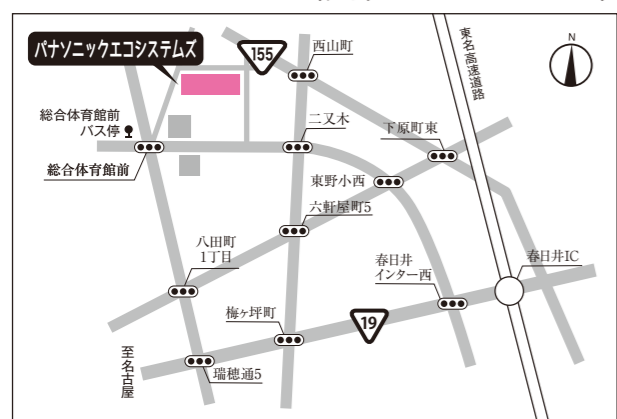 パナソニックエコシステムズ
155
西山町
東名高速道路
N
総合体育館前
バス停
総合体育館前
二又木
下原町東
東野小西
六軒屋町5
八田町
1丁目
春日井
インター西
春日井IC
梅ヶ坪町
19
至名古屋
瑞穂通5